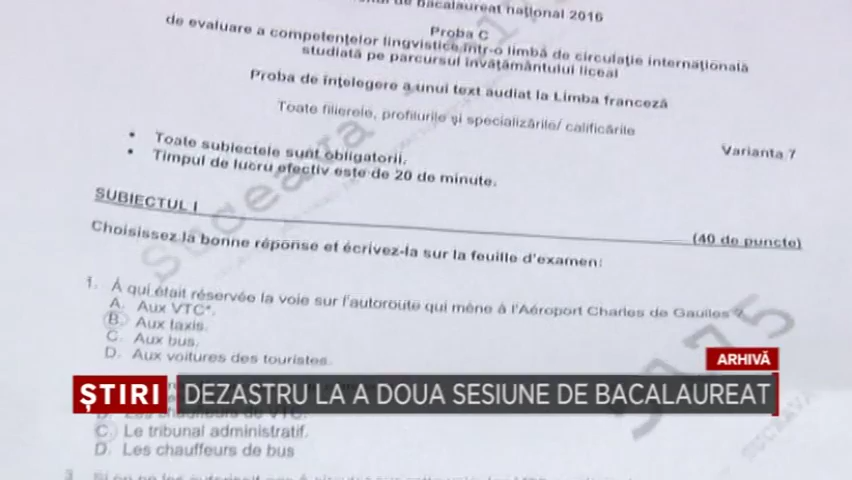 de Bacalaureat național 2016
Proba C
de evaluare a competențelor lingvistice într-o limbă de circulație internațională
studiată pe parcursul învățământului liceal
Proba de înțelegere a unui text audiat la Limba franceză
Toate filierele, profilurile și specializările/ calificările
Varianta 7
• Toate subiectele sunt obligatorii.
• Timpul de lucru efectiv este de 20 de minute.
SUBIECTUL I
(40 de puncte)
Choisissez la bonne réponse et écrivez-la sur la feuille d'examen:
1. À qui était réservée la voie sur l'autoroute qui mène à l'Aéroport Charles de Gaulles ?
A. Aux VTC*.
B. Aux taxis.
C. Aux bus.
D. Aux voitures des touristes.
Suceava
5175
SUCEAVA
ARHIVĂ
ȘTIRI DEZASTRU LA A DOUA SESIUNE DE BACALAUREAT
C. Le tribunal administratif.
D. Les chauffeurs de bus